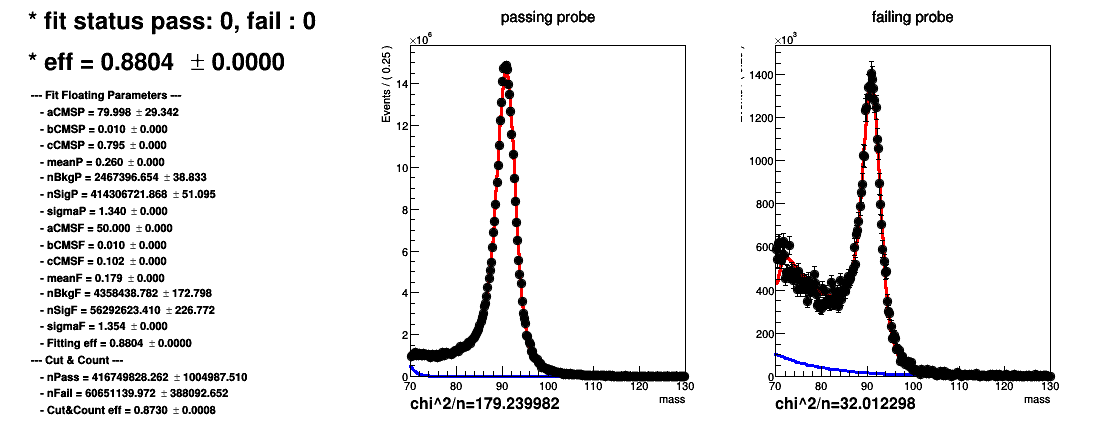 * fit status pass: 0, fail : 0
* eff = 0.8804 ± 0.0000
--- Fit Floating Parameters ---
- aCMSP = 79.998 ± 29.342
- bCMSP = 0.010 ± 0.000
- cCMSP = 0.795 ± 0.000
- meanP = 0.260 ± 0.000
- nBkgP = 2467396.654 ± 38.833
- nSigP = 414306721.868 ± 51.095
- sigmaP = 1.340 ± 0.000
- aCMSF = 50.000 ± 0.000
- bCMSF = 0.010 ± 0.000
- cCMSF = 0.102 ± 0.000
- meanF = 0.179 ± 0.000
- nBkgF = 4358438.782 ± 172.798
- nSigF = 56292623.410 ± 226.772
- sigmaF = 1.354 ± 0.000
- Fitting eff = 0.8804 ± 0.0000
--- Cut & Count ---
- nPass = 416749828.262 ± 1004987.510
- nFail = 60651139.972 ± 388092.652
- Cut&Count eff = 0.8730 ± 0.0008
passing probe
×10⁶
Events / ( 0.25 )
14
12
10
8
6
4
2
0
70 80 90 100 110 120 130
mass
chi^2/n=179.239982
failing probe
×10³
1400
1200
1000
800
600
400
200
0
70 80 90 100 110 120 130
mass
chi^2/n=32.012298